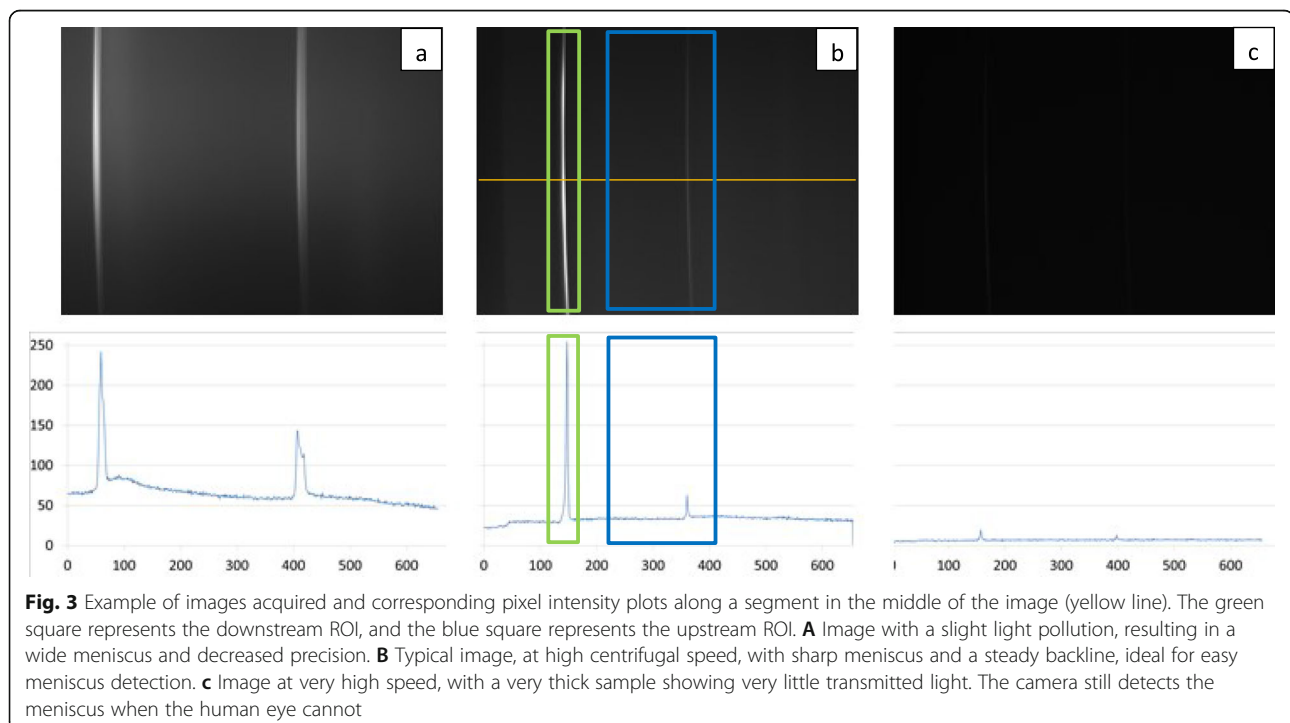 a
b
c
250
200
150
100
50
0
0 100 200 300 400 500 600
0 100 200 300 400 500 600
100 200 300 400 500 600
Fig. 3 Example of images acquired and corresponding pixel intensity plots along a segment in the middle of the image (yellow line). The green
square represents the downstream ROI, and the blue square represents the upstream ROI. A Image with a slight light pollution, resulting in a
wide meniscus and decreased precision. B Typical image, at high centrifugal speed, with sharp meniscus and a steady backline, ideal for easy
meniscus detection. c Image at very high speed, with a very thick sample showing very little transmitted light. The camera still detects the
meniscus when the human eye cannot